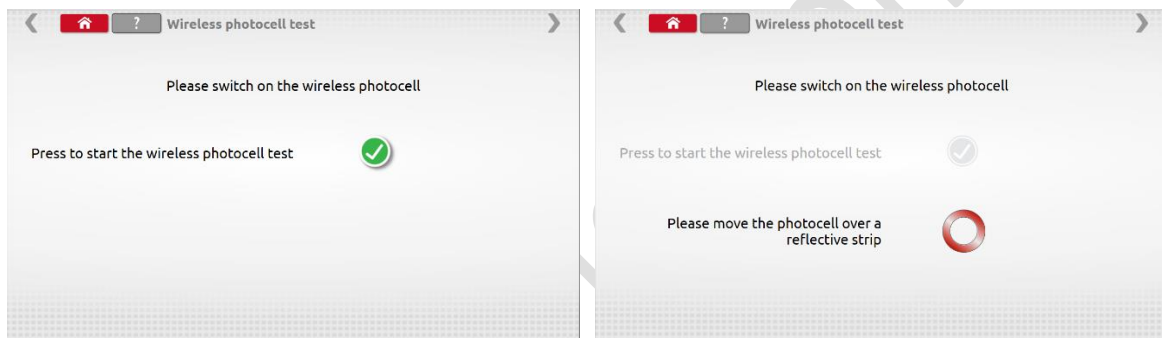 ? Wireless photocell test
Please switch on the wireless photocell
Press to start the wireless photocell test
? Wireless photocell test
Please switch on the wireless photocell
Press to start the wireless photocell test
Please move the photocell over a
reflective strip